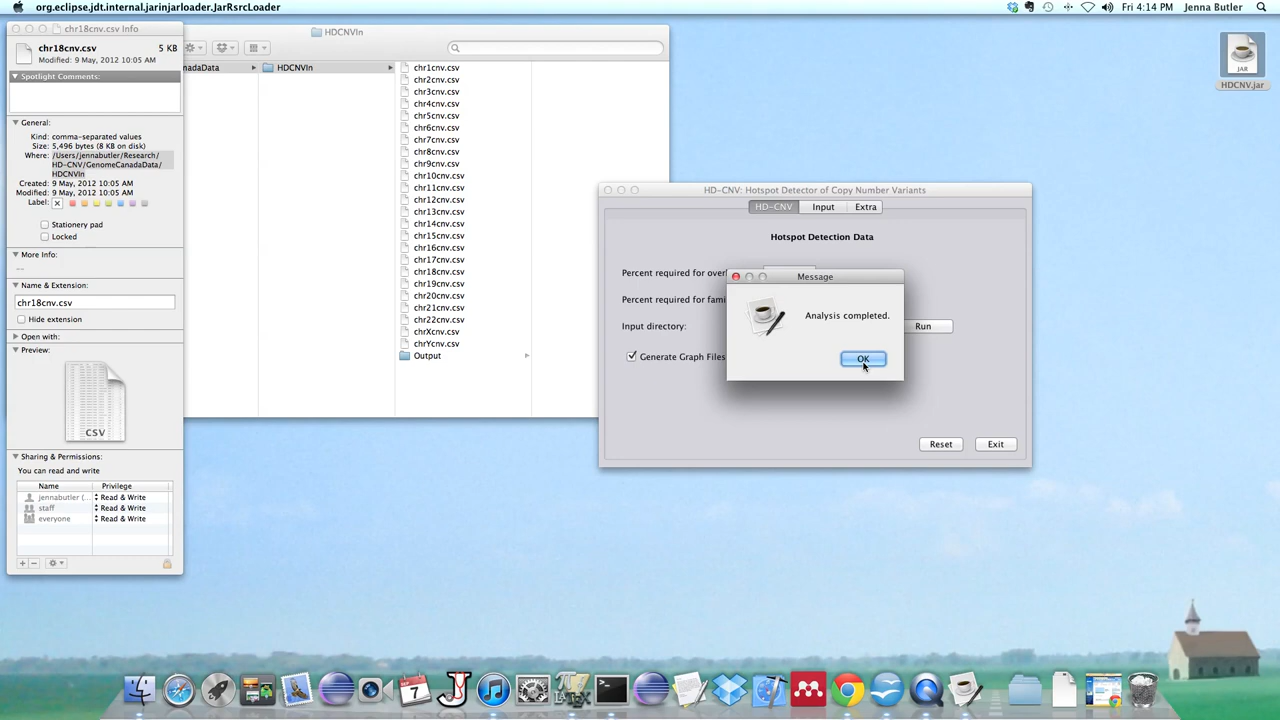 org.eclipse.jdt.internal.jarinjarloader.JarRsrcLoader
Fri 4:14 PM Jenna Butler
chr18cnv.csv Info
chr18cnv.csv 5 KB
Modified: 9 May, 2012 10:05 AM
Spotlight Comments:
General:
Kind: comma-separated values
Size: 5,496 bytes (8 KB on disk)
Where: /Users/jennabutler/Research/
HD-CNV/GenomeCanadaData/
HDCNVIn
Created: 9 May, 2012 10:05 AM
Modified: 9 May, 2012 10:05 AM
Label:
Stationery pad
Locked
More Info:
--
Name & Extension:
chr18cnv.csv
Hide extension
Open with:
Preview:
CSV
Sharing & Permissions:
You can read and write
Name Privilege
jennabutler (... Read & Write
staff Read & Write
everyone Read & Write
HDCNVIn
anadaData
HDCNVIn
chr1cnv.csv
chr2cnv.csv
chr3cnv.csv
chr4cnv.csv
chr5cnv.csv
chr6cnv.csv
chr7cnv.csv
chr8cnv.csv
chr9cnv.csv
chr10cnv.csv
chr11cnv.csv
chr12cnv.csv
chr13cnv.csv
chr14cnv.csv
chr15cnv.csv
chr16cnv.csv
chr17cnv.csv
chr18cnv.csv
chr19cnv.csv
chr20cnv.csv
chr21cnv.csv
chr22cnv.csv
chrXcnv.csv
chrYcnv.csv
Output
HD-CNV: Hotspot Detector of Copy Number Variants
HD-CNV Input Extra
Hotspot Detection Data
Percent required for over
Percent required for fami
Input directory: Run
Generate Graph Files
Reset Exit
Message
Analysis completed.
OK
JAR
HDCNV.jar
7